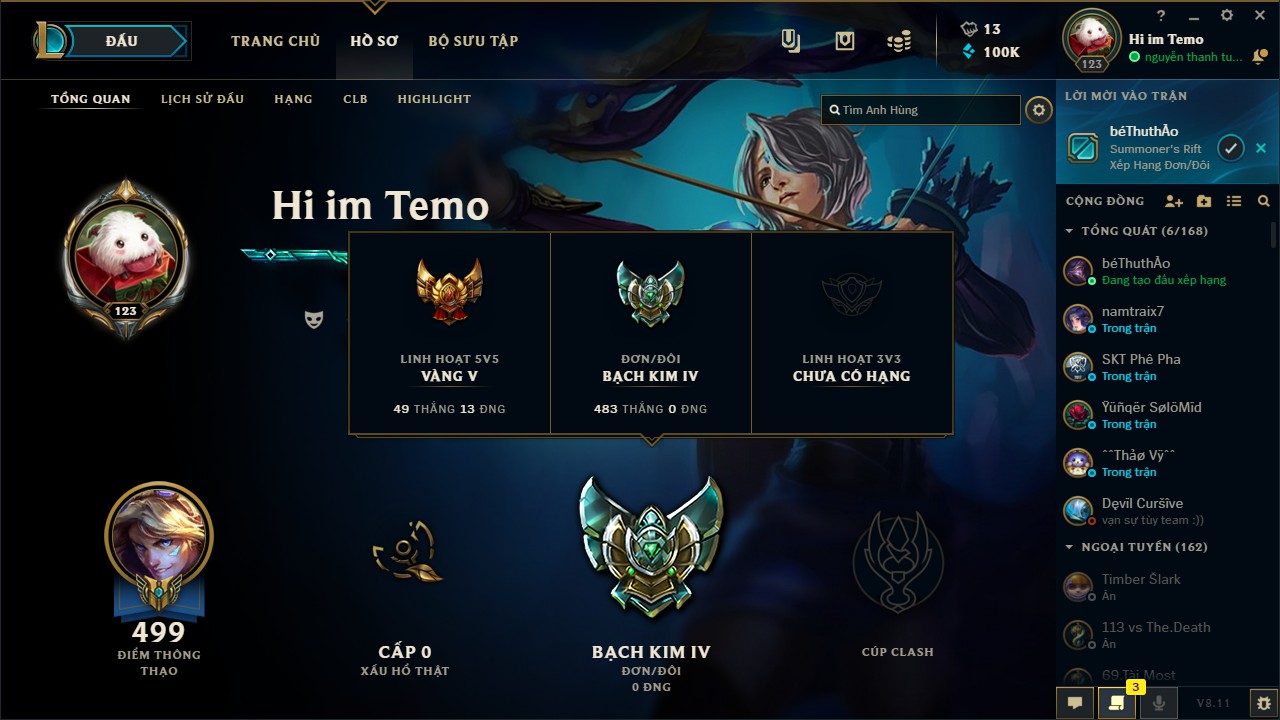 ĐẤU
TRANG CHỦ
HỒ SƠ
BỘ SƯU TẬP
13
100K
?
Hi im Temo
nguyễn thanh tu...
123
TỔNG QUAN
LỊCH SỬ ĐẤU
HẠNG
CLB
HIGHLIGHT
Tìm Anh Hùng
LỜI MỜI VÀO TRẬN
béThuthẢo
Summoner's Rift
Xếp Hạng Đơn/Đôi
Hi im Temo
123
LINH HOẠT 5V5
VÀNG V
49 THẮNG 13 ĐNG
ĐƠN/ĐÔI
BẠCH KIM IV
483 THẮNG 0 ĐNG
LINH HOẠT 3V3
CHƯA CÓ HẠNG
499
ĐIỂM THÔNG
THẠO
CẤP 0
XẤU HỔ THẬT
BẠCH KIM IV
ĐƠN/ĐÔI
0 ĐNG
CÚP CLASH
CỘNG ĐỒNG
TỔNG QUÁT (6/168)
béThuthẢo
Đang tạo đấu xếp hạng
namtraix7
Trong trận
SKT Phê Pha
Trong trận
Ÿüñqër SøløMïd
Trong trận
^^Thảø Vÿ^^
Trong trận
Dęvïl Curšîve
vạn sự tùy team :))
NGOẠI TUYẾN (162)
Timber Šlark
Ẩn
113 vs The.Death
Ẩn
69.Tài Most
3
V8.11